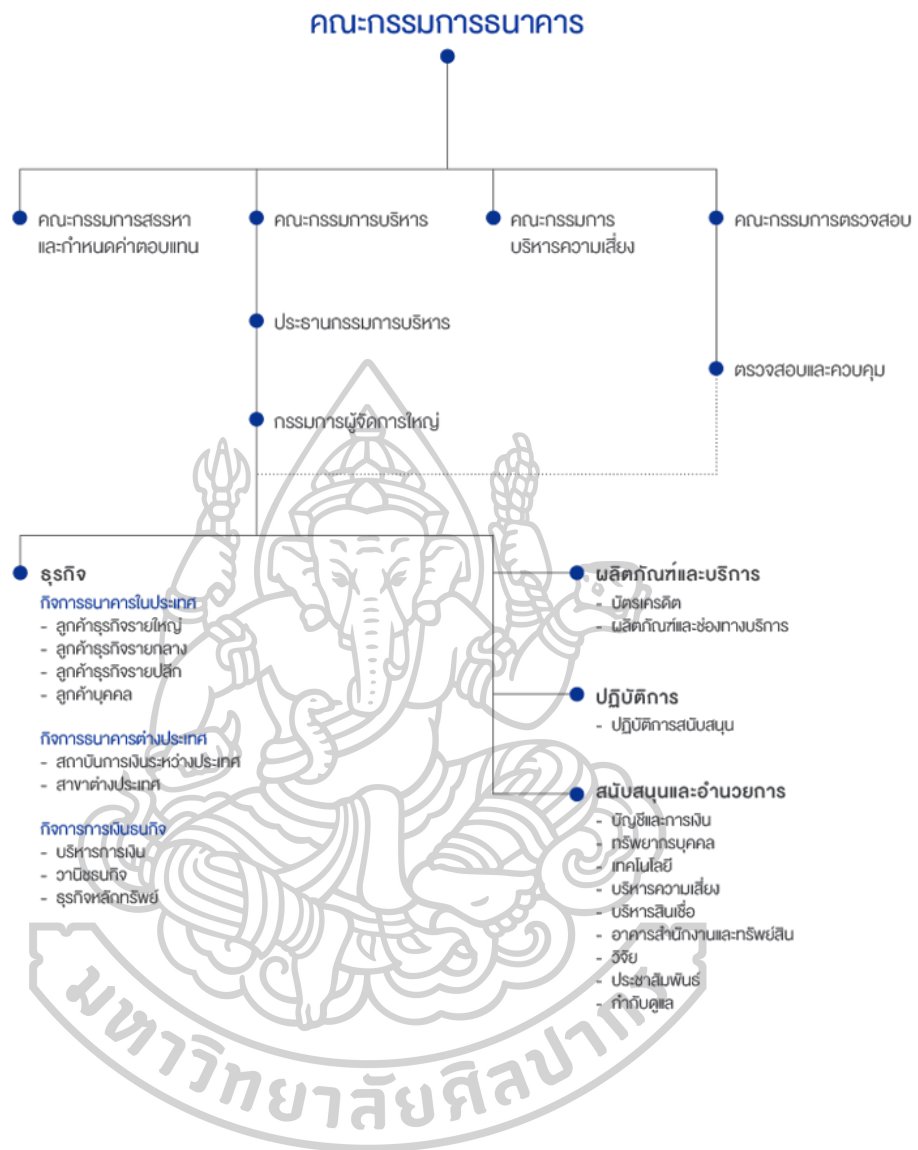 คณะกรรมการธนาคาร
คณะกรรมการสรรหา
และกำหนดค่าตอบแทน
คณะกรรมการบริหาร
คณะกรรมการ
บริหารความเสี่ยง
คณะกรรมการตรวจสอบ
ประธานกรรมการบริหาร
ตรวจสอบและควบคุม
กรรมการผู้จัดการใหญ่
ธุรกิจ
กิจการธนาคารในประเทศ
- ลูกค้าธุรกิจรายใหญ่
- ลูกค้าธุรกิจรายกลาง
- ลูกค้าธุรกิจรายปลีก
- ลูกค้าบุคคล
กิจการธนาคารต่างประเทศ
- สถาบันการเงินระหว่างประเทศ
- สาขาต่างประเทศ
กิจการการเงินธนกิจ
- บริหารการเงิน
- วานิชธนกิจ
- ธุรกิจหลักทรัพย์
ผลิตภัณฑ์และบริการ
- บัตรเครดิต
- ผลิตภัณฑ์และช่องทางบริการ
ปฏิบัติการ
- ปฏิบัติการสนับสนุน
สนับสนุนและอำนวยการ
- บัญชีและการเงิน
- ทรัพยากรบุคคล
- เทคโนโลยี
- บริหารความเสี่ยง
- บริหารสินเชื่อ
- อาคารสำนักงานและทรัพย์สิน
- วิจัย
- ประชาสัมพันธ์
- กำกับดูแล
มหาวิทยาลัยศิลปากร